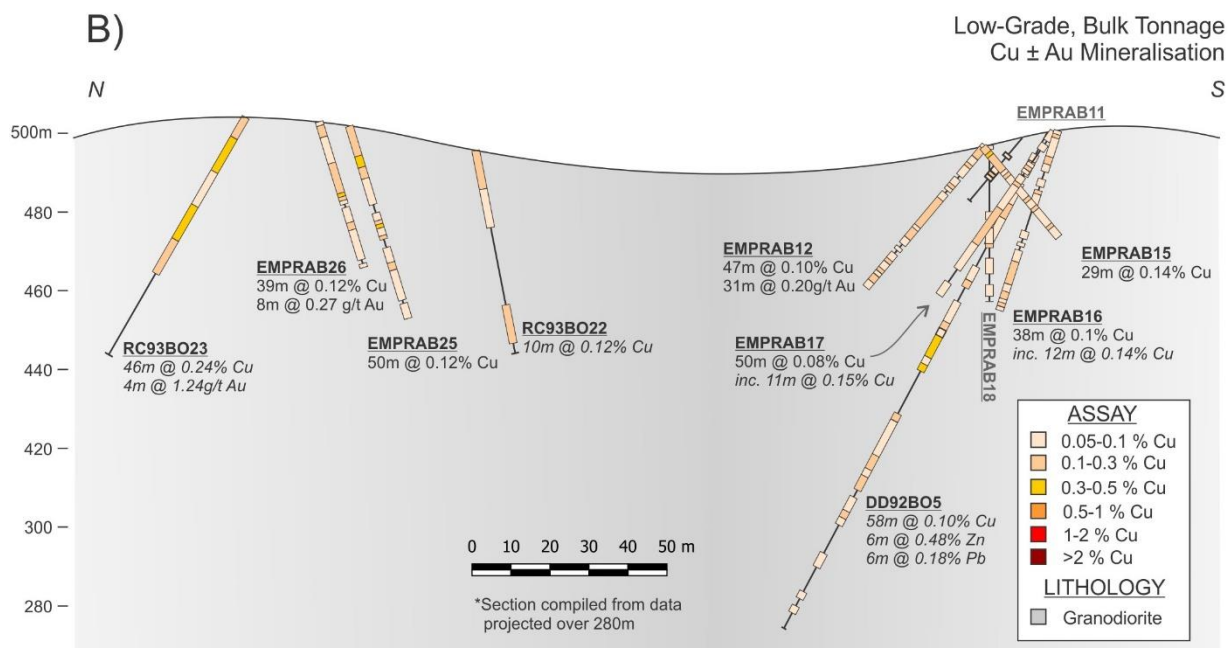 B)
Low-Grade, Bulk Tonnage
Cu ± Au Mineralisation
N
S
EMPRAB11
500m
480
460
440
420
400
380
360
340
320
300
280
RC93BO23
46m @ 0.24% Cu
4m @ 1.24g/t Au
EMPRAB26
39m @ 0.12% Cu
8m @ 0.27 g/t Au
EMPRAB25
50m @ 0.12% Cu
RC93BO22
10m @ 0.12% Cu
EMPRAB12
47m @ 0.10% Cu
31m @ 0.20g/t Au
EMPRAB17
50m @ 0.08% Cu
inc. 11m @ 0.15% Cu
EMPRAB18
EMPRAB15
29m @ 0.14% Cu
EMPRAB16
38m @ 0.1% Cu
inc. 12m @ 0.14% Cu
DD92BO5
58m @ 0.10% Cu
6m @ 0.48% Zn
6m @ 0.18% Pb
0 10 20 30 40 50 m
*Section compiled from data
projected over 280m
ASSAY
0.05-0.1 % Cu
0.1-0.3 % Cu
0.3-0.5 % Cu
0.5-1 % Cu
1-2 % Cu
>2 % Cu
LITHOLOGY
Granodiorite